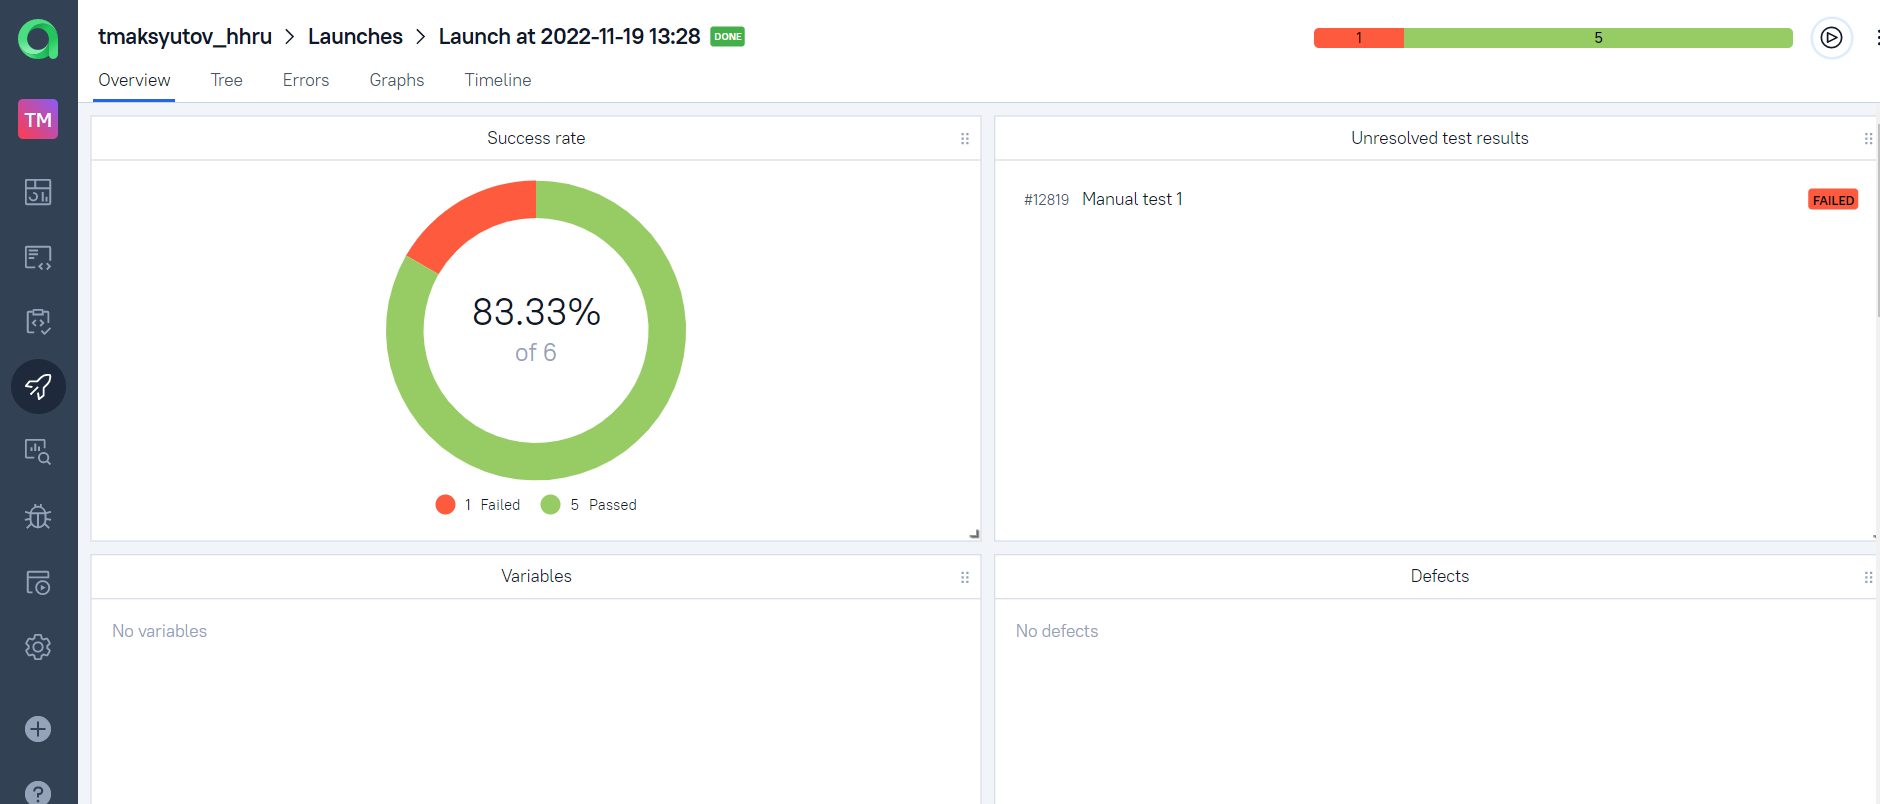 tmaksyutov_hhru > Launches > Launch at 2022-11-19 13:28 DONE
1 5
TM
Overview Tree Errors Graphs Timeline
Success rate
83.33%
of 6
1 Failed 5 Passed
Unresolved test results
#12819 Manual test 1 FAILED
Variables
No variables
Defects
No defects